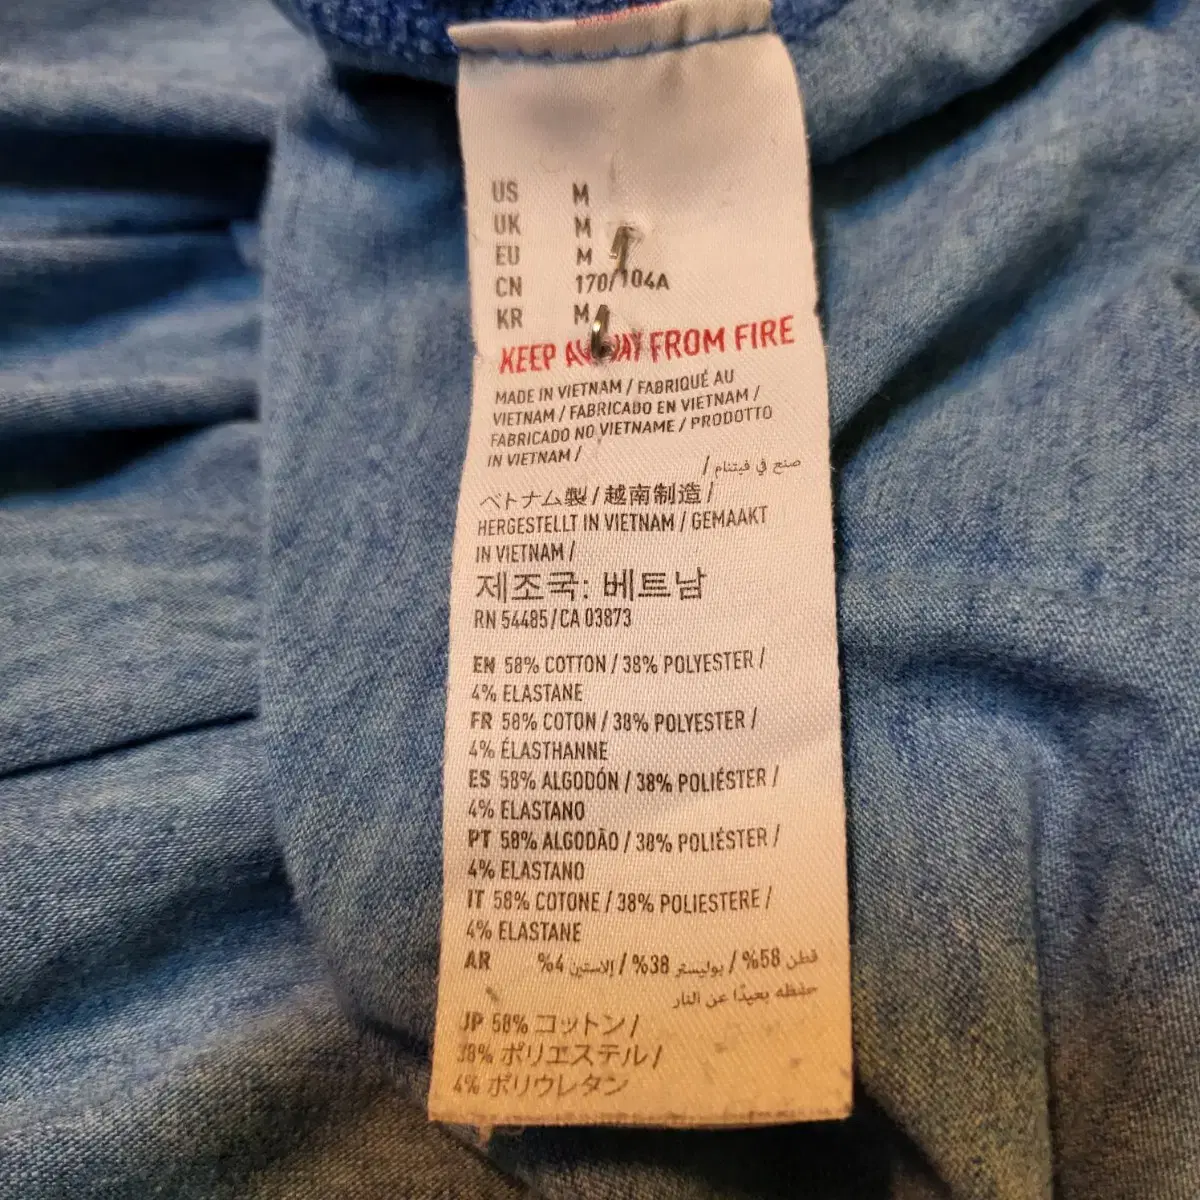 US M
UK M
EU M
CN 170/104A
KR M
KEEP AWAY FROM FIRE
MADE IN VIETNAM / FABRIQUÉ AU
VIETNAM / FABRICADO EN VIETNAM /
FABRICADO NO VIETNAME / PRODOTTO
IN VIETNAM /
صنع في فيتنام /
ベトナム製 / 越南制造 /
HERGESTELLT IN VIETNAM / GEMAAKT
IN VIETNAM /
제조국: 베트남
RN 54485 / CA 03873
EN 58% COTTON / 38% POLYESTER /
4% ELASTANE
FR 58% COTON / 38% POLYESTER /
4% ÉLASTHANNE
ES 58% ALGODÓN / 38% POLIÉSTER /
4% ELASTANO
PT 58% ALGODÃO / 38% POLIÉSTER /
4% ELASTANO
IT 58% COTONE / 38% POLIESTERE /
4% ELASTANE
AR قطن 58% / بوليستر 38% / إلاستين 4%
حفظه بعيدًا عن النار
JP 58% コットン /
38% ポリエステル /
4% ポリウレタン